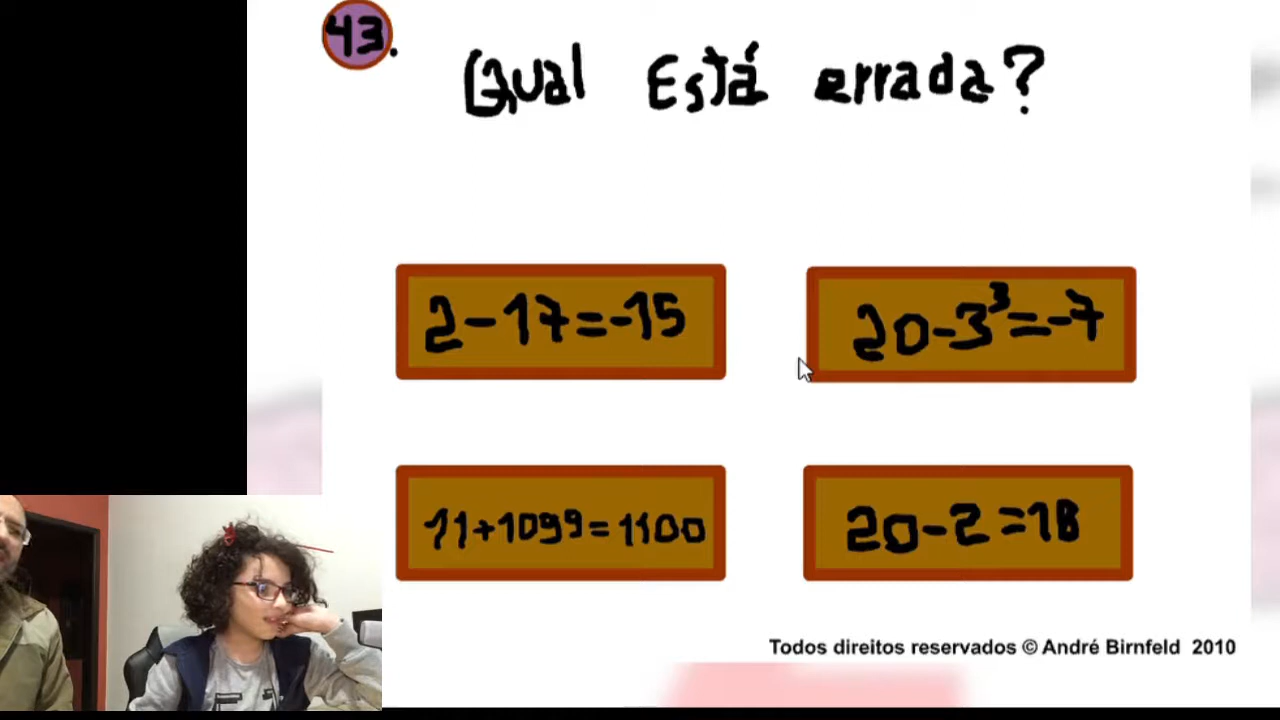 43.
Qual Está errada?
2-17=-15
20-3³=-7
11+1099=1100
20-2=18
Todos direitos reservados © André Birnfeld 2010